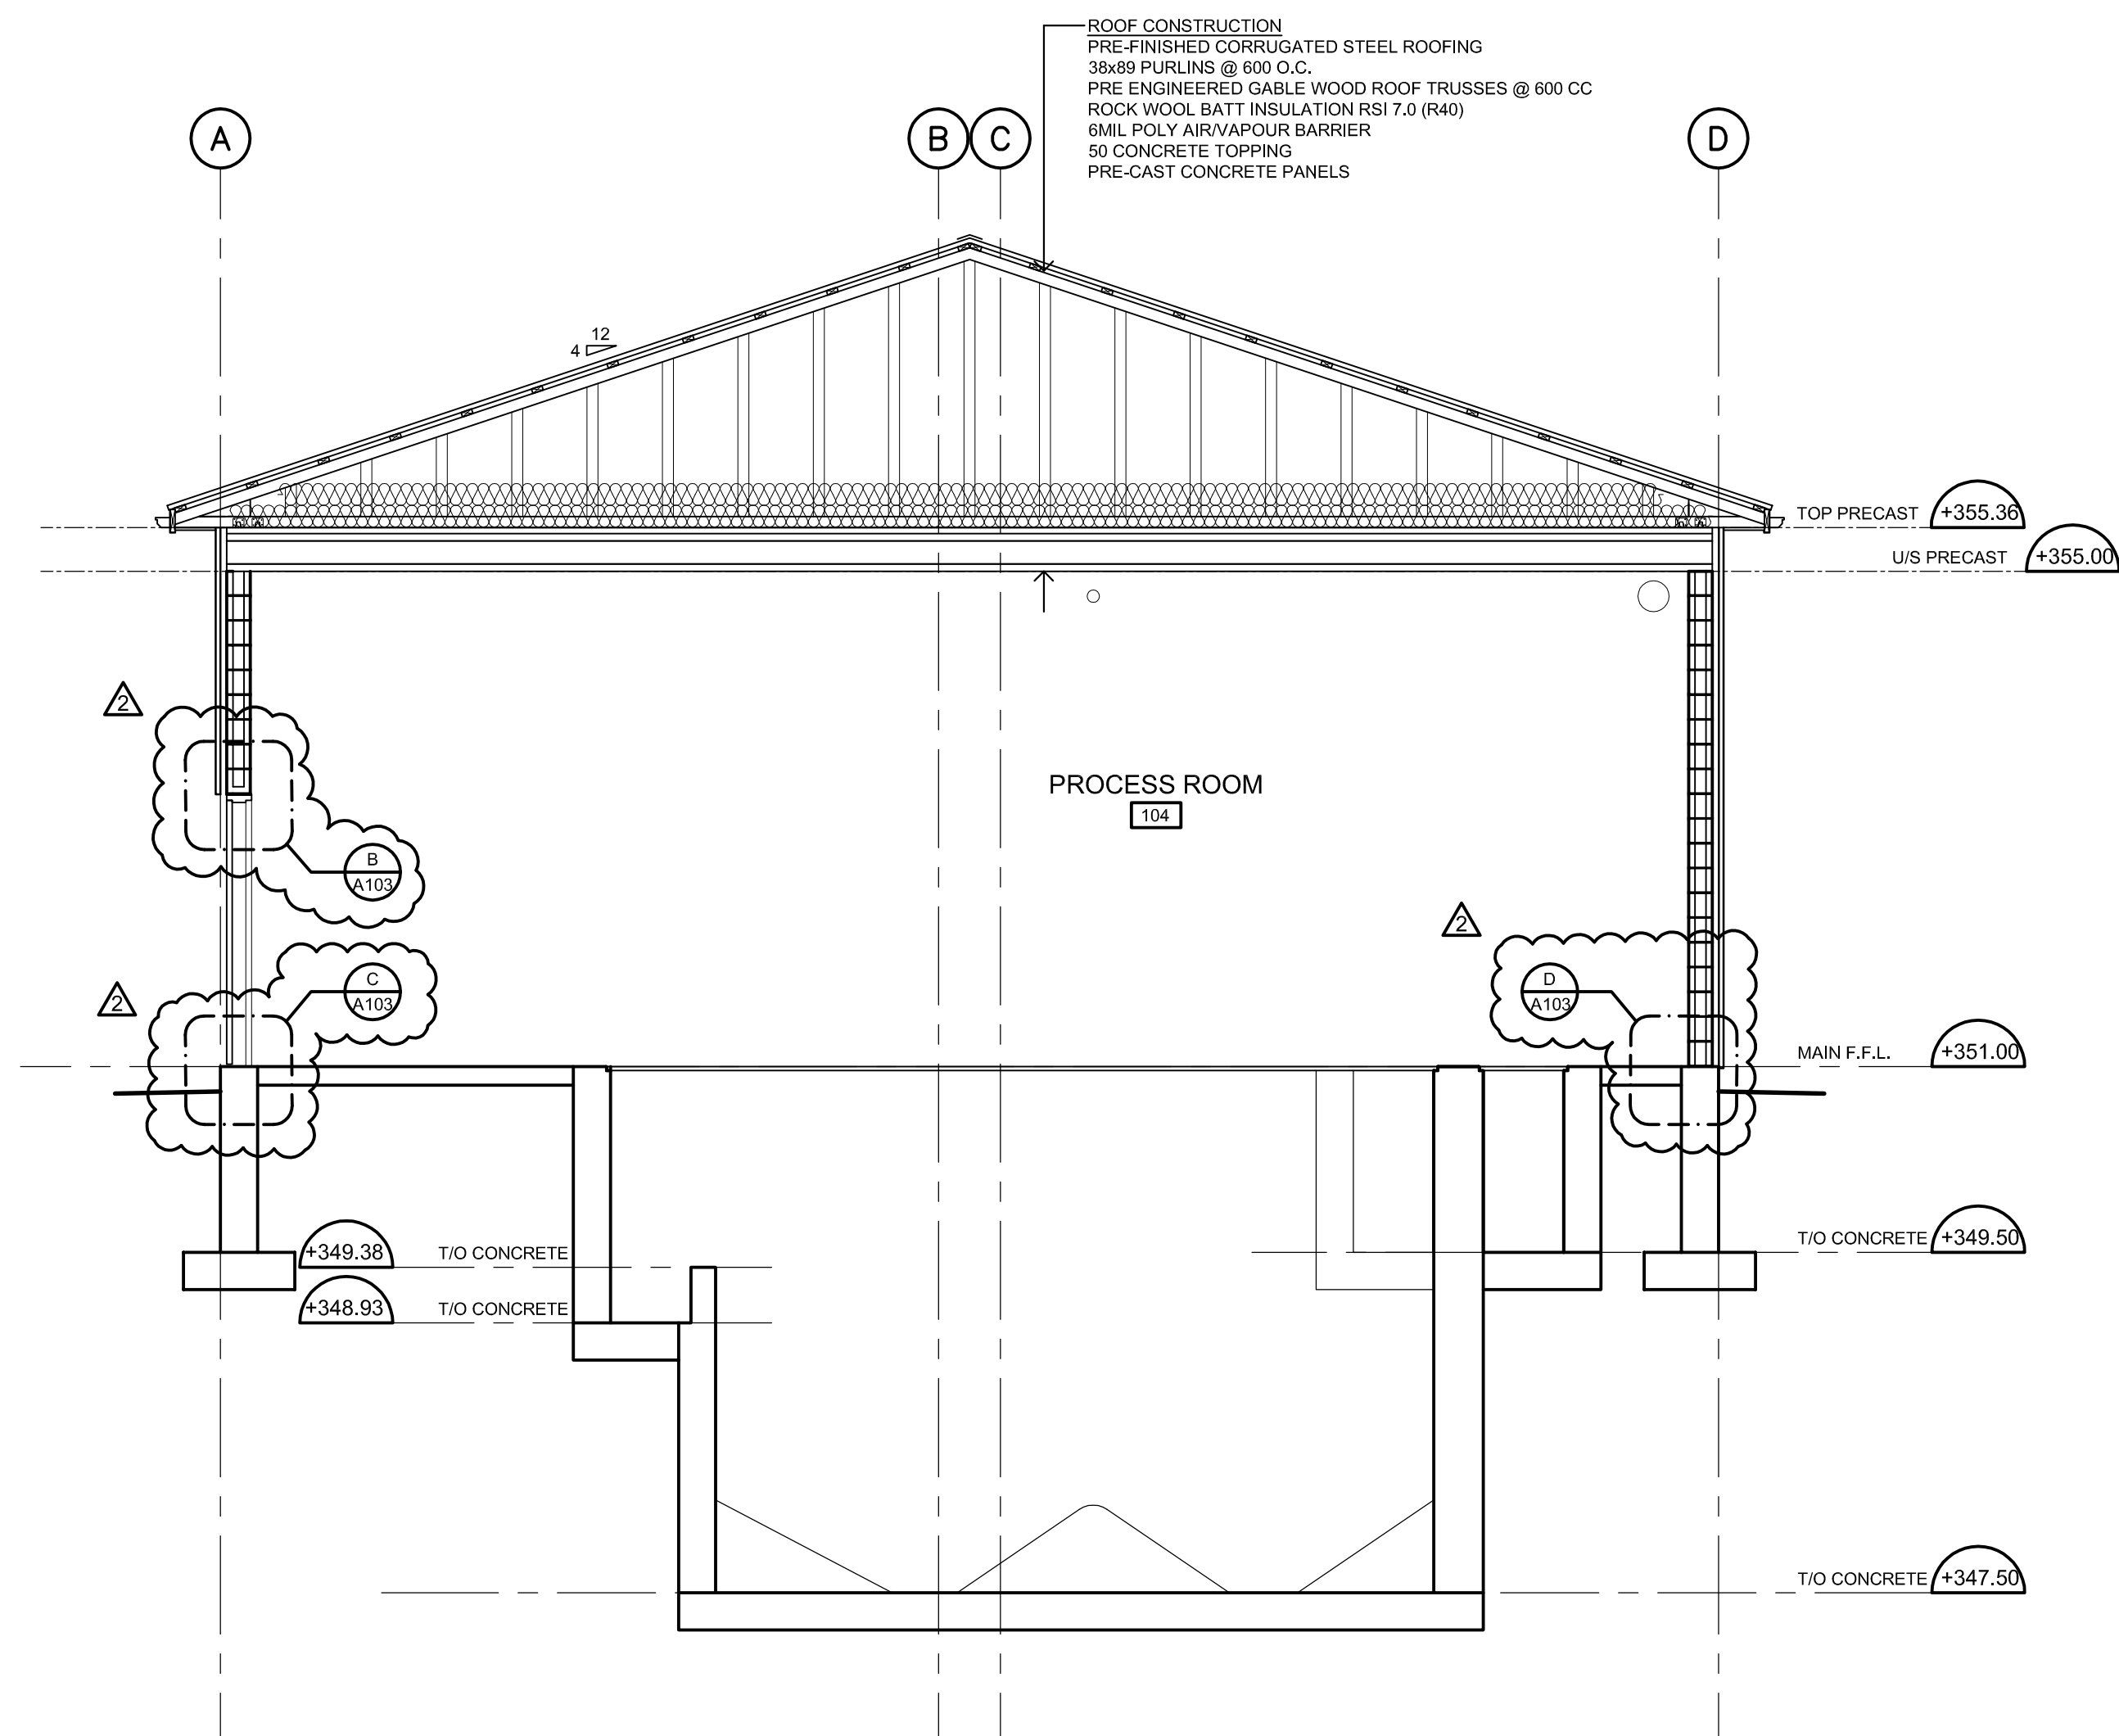 ROOF CONSTRUCTION
PRE-FINISHED CORRUGATED STEEL ROOFING
38x89 PURLINS @ 600 O.C.
PRE ENGINEERED GABLE WOOD ROOF TRUSSES @ 600 CC
ROCK WOOL BATT INSULATION RSI 7.0 (R40)
6MIL POLY AIR/VAPOUR BARRIER
50 CONCRETE TOPPING
PRE-CAST CONCRETE PANELS
A
B
C
D
12
4
TOP PRECAST +355.36
U/S PRECAST +355.00
2
PROCESS ROOM
104
B
A103
2
D
A103
2
C
A103
MAIN F.F.L. +351.00
T/O CONCRETE +349.50
+349.38 T/O CONCRETE
+348.93 T/O CONCRETE
T/O CONCRETE +347.50